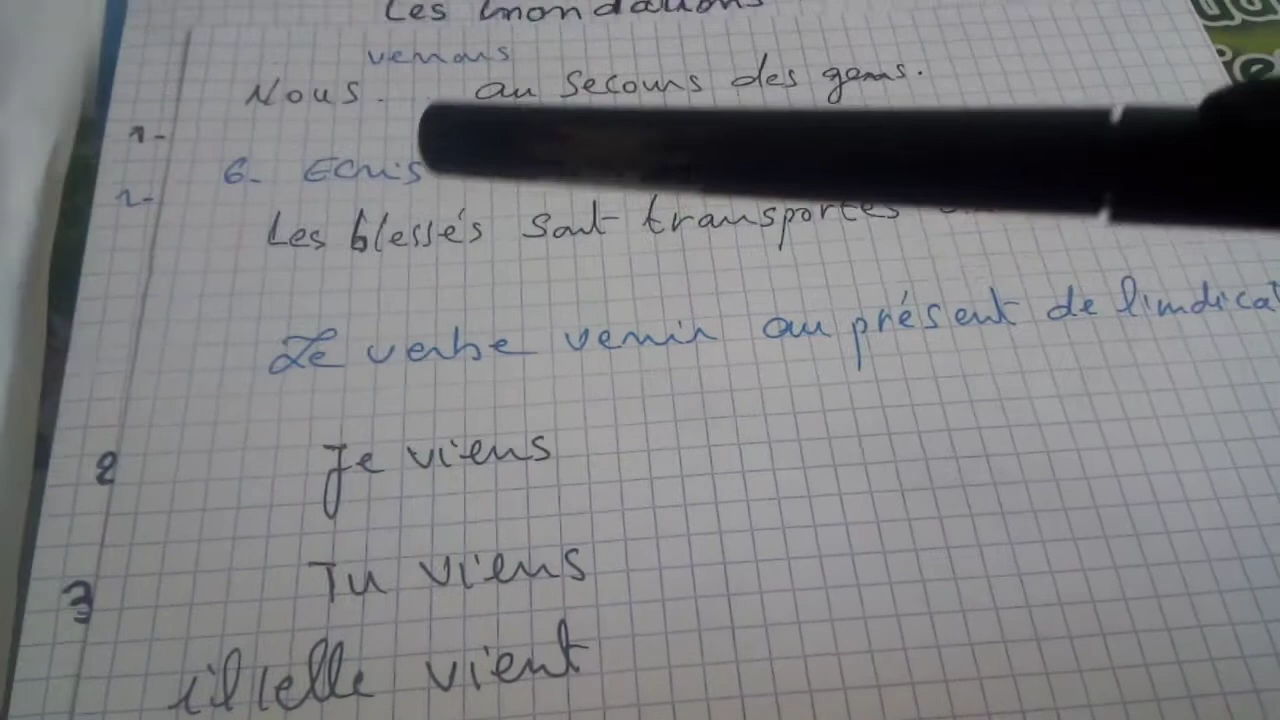 Les inondations
venons
Nous. au secours des gens.
1-
6. Ecris
2-
Les blessés sont transportés
Le verbe venir au présent de l'indicat
2
Je viens
3
Tu viens
il/elle vient